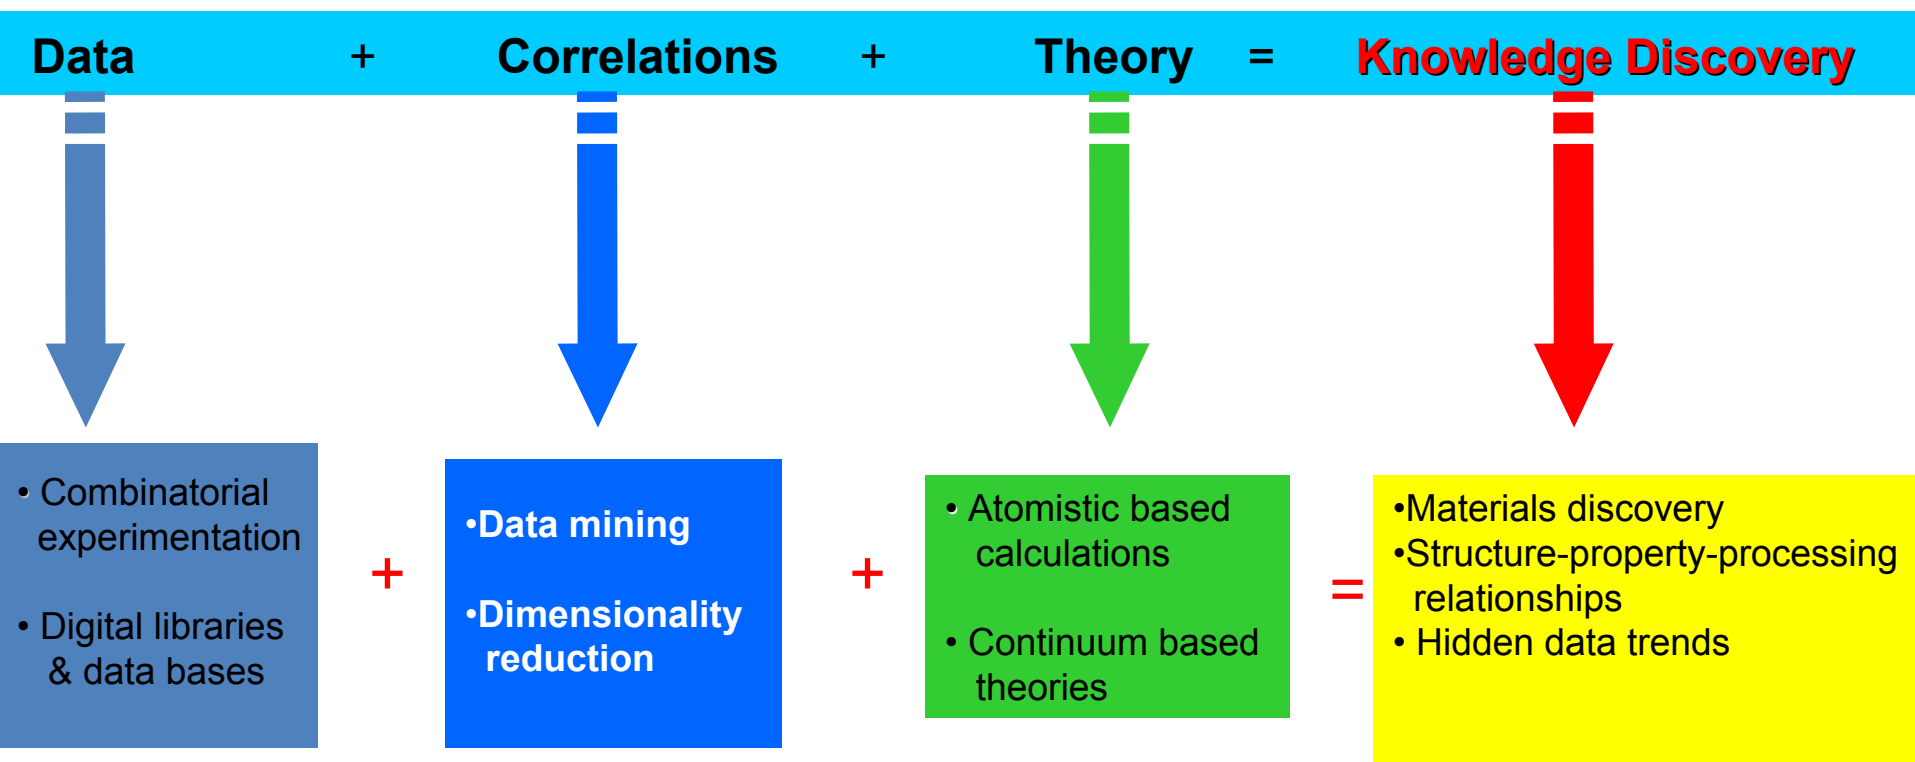 Data + Correlations + Theory = Knowledge Discovery
• Combinatorial
experimentation
• Digital libraries
& data bases
+
•Data mining
•Dimensionality
reduction
+
• Atomistic based
calculations
• Continuum based
theories
=
•Materials discovery
•Structure-property-processing
relationships
• Hidden data trends